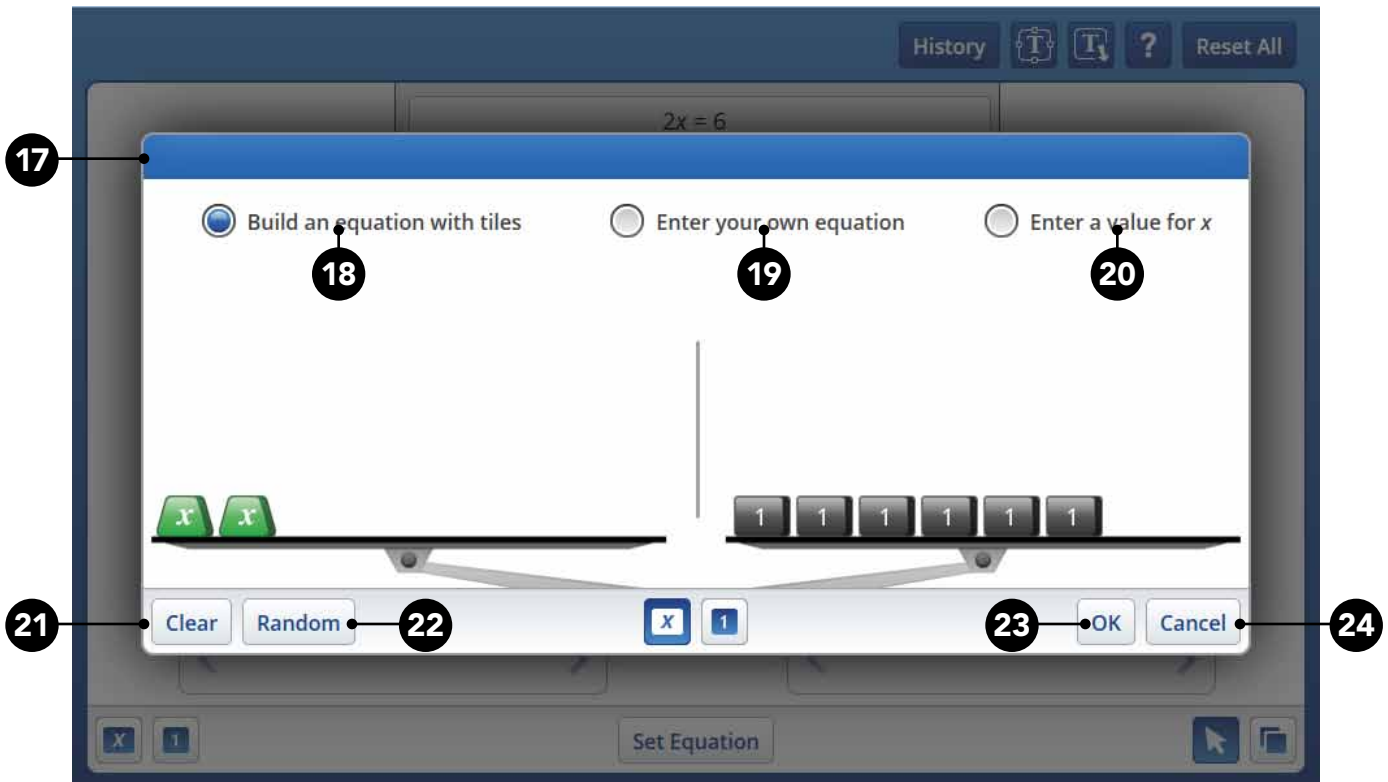 History T T ? Reset All
2x = 6
17
Build an equation with tiles Enter your own equation Enter a value for x
18 19 20
x x 1 1 1 1 1 1
21 Clear Random 22 x 1 23 OK Cancel 24
X 1 Set Equation